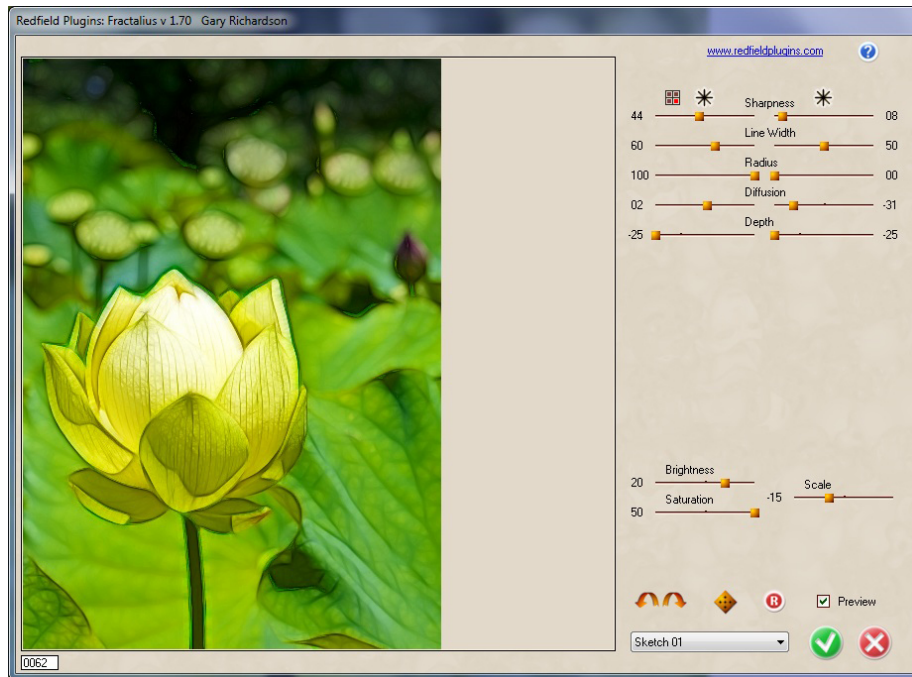 Redfield Plugins: Fractalius v 1.70 Gary Richardson
www.redfieldplugins.com
?
44 Sharpness 08
Line Width
60 50
Radius
100 00
Diffusion
02 -31
Depth
-25 -25
Brightness
20
Scale
-15
Saturation
50
R
Preview
Sketch 01
0062